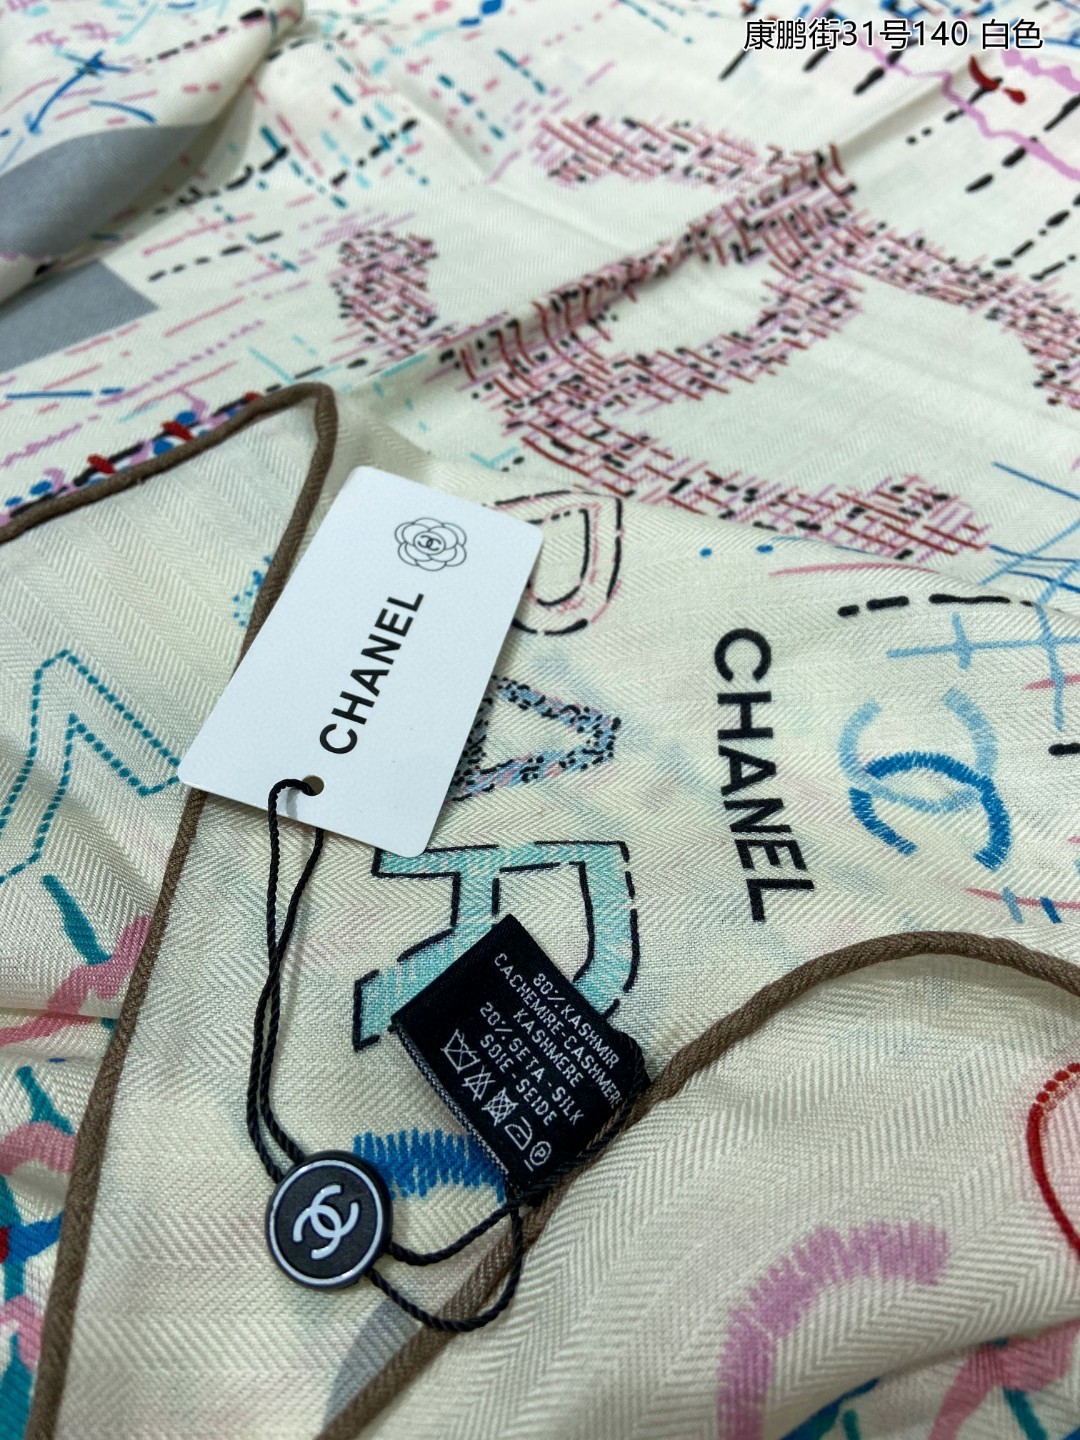 康鹏街31号140 白色
CHANEL
CHANEL
80% KASHMIR
CACHEMIRE-CASHMERE
KASHMERE
20% SETA-SILK
SOIE-SEIDE
P